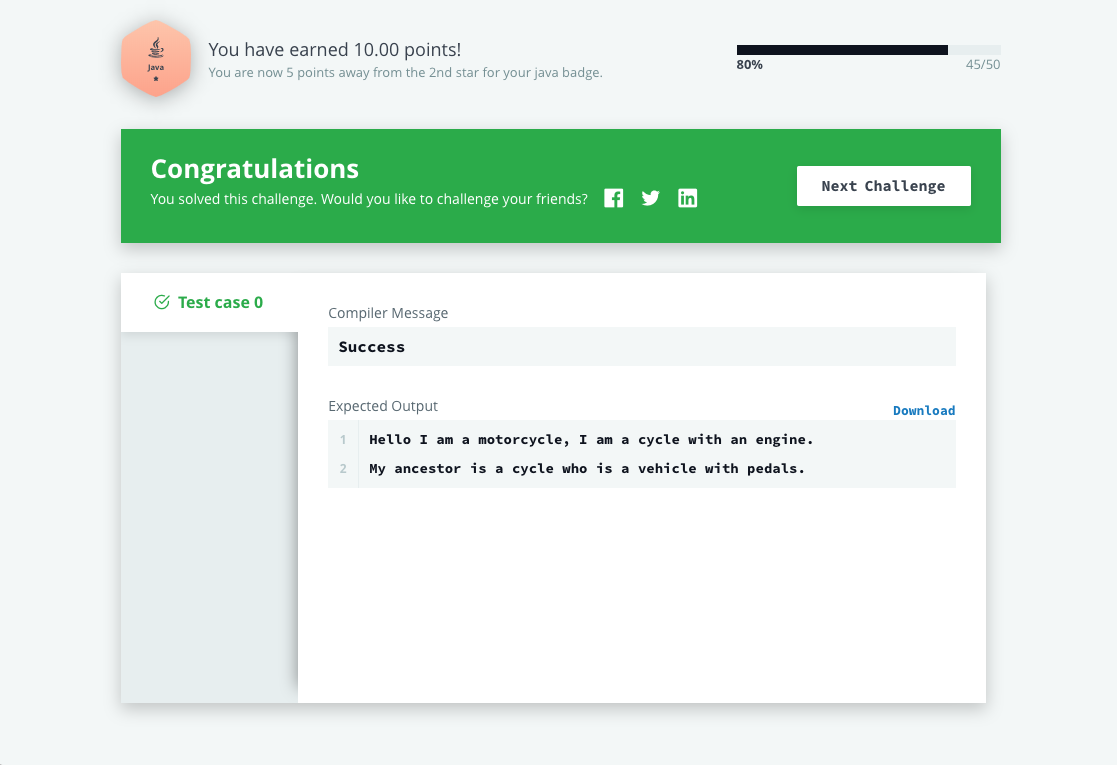 Java
You have earned 10.00 points!
You are now 5 points away from the 2nd star for your java badge.
80%
45/50
Congratulations
You solved this challenge. Would you like to challenge your friends?
Next Challenge
Test case 0
Compiler Message
Success
Expected Output
Download
1 Hello I am a motorcycle, I am a cycle with an engine.
2 My ancestor is a cycle who is a vehicle with pedals.